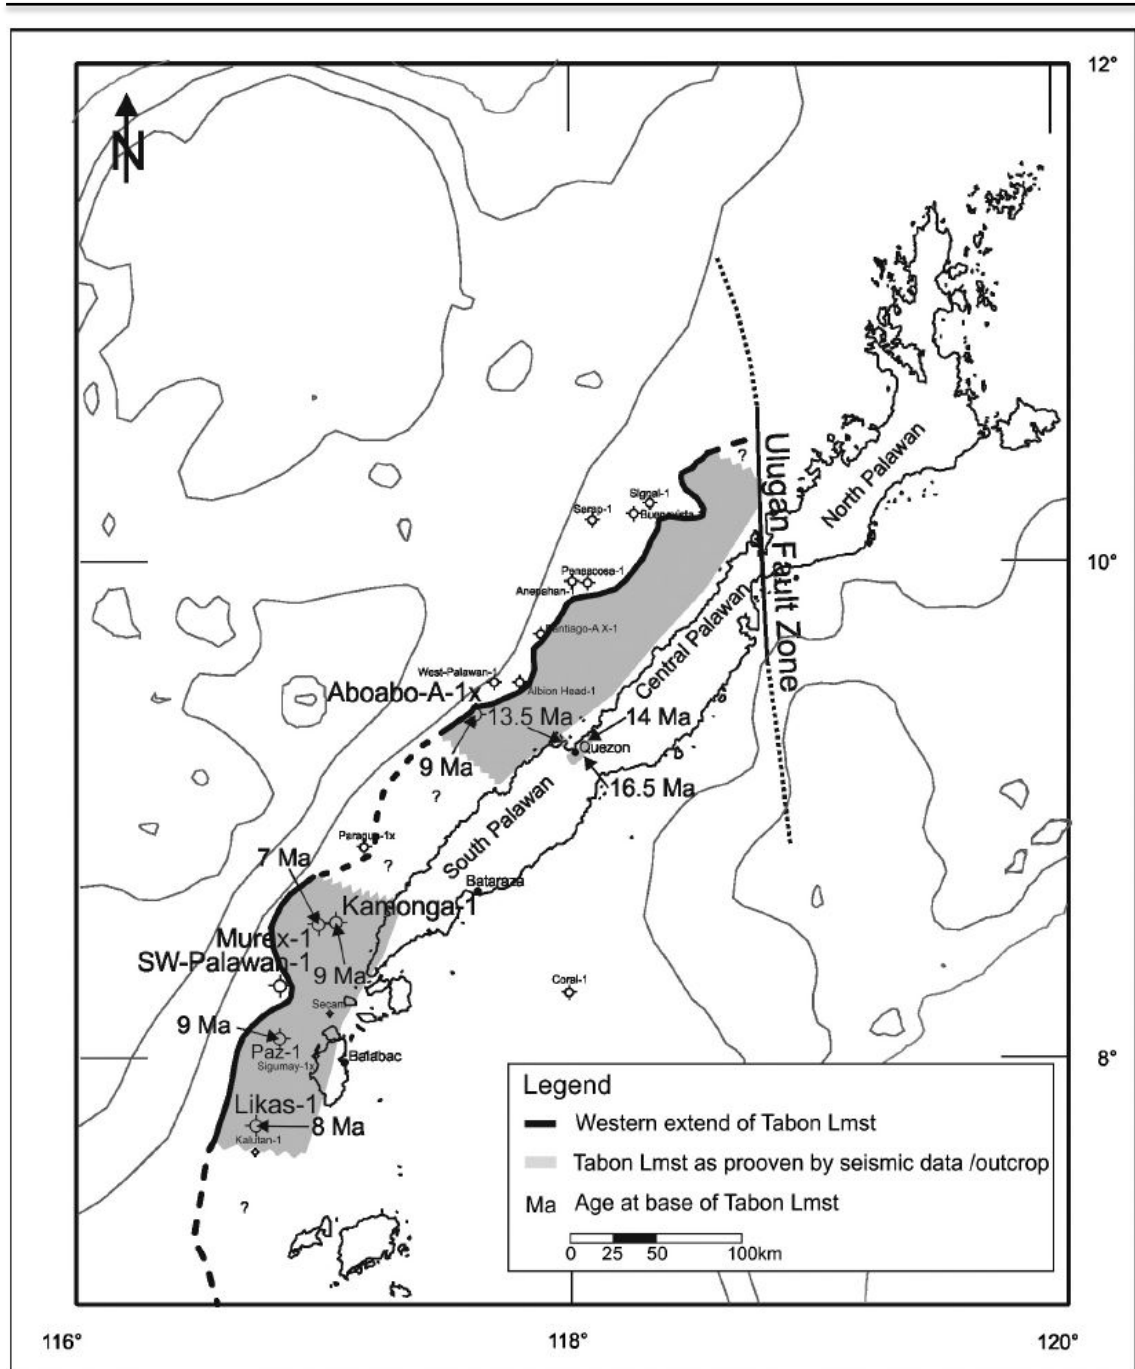 12°
N
Signal-1
Serap-1
Ulugan Fault Zone
North Palawan
10°
Penascosa-1
Anepahan-1
Santiago-A X-1
Central Palawan
West-Palawan-1
Aboabo-A-1x
Albion Head-1
13.5 Ma
14 Ma
Quezon
9 Ma
16.5 Ma
?
?
South Palawan
Paragua-1x
7 Ma
?
Bataraza
Kamonga-1
Murex-1
SW-Palawan-1
9 Ma
Coral-1
Secam
9 Ma
Paz-1
Balabac
Sigumay-1x
8°
Likas-1
8 Ma
Kalutan-1
?
Legend
Western extend of Tabon Lmst
Tabon Lmst as prooven by seismic data /outcrop
Ma Age at base of Tabon Lmst
0 25 50 100km
116° 118° 120°